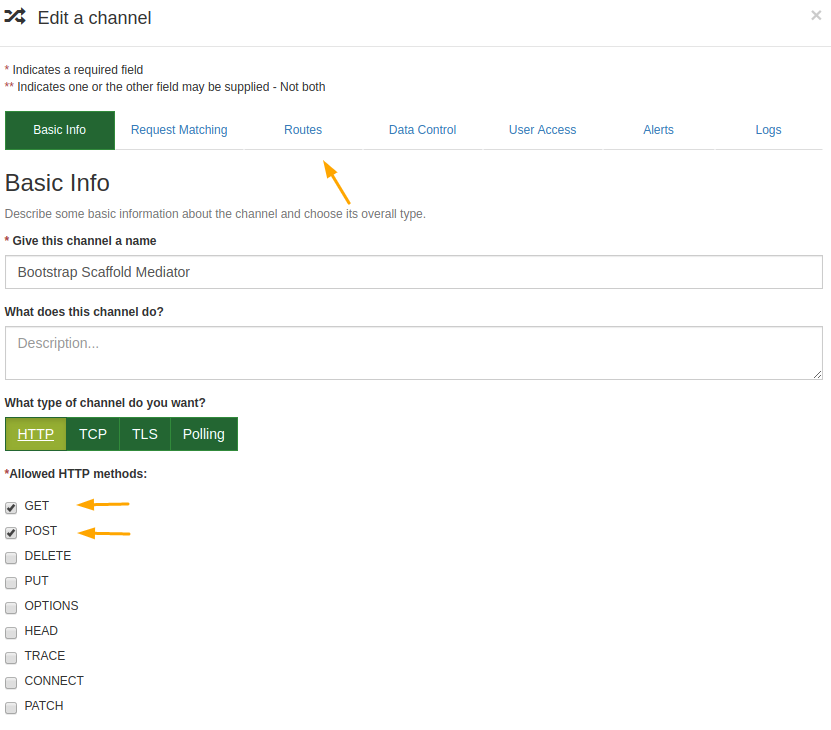 Edit a channel
×
* Indicates a required field
** Indicates one or the other field may be supplied - Not both
Basic Info Request Matching Routes Data Control User Access Alerts Logs
Basic Info
Describe some basic information about the channel and choose its overall type.
* Give this channel a name
Bootstrap Scaffold Mediator
What does this channel do?
Description...
What type of channel do you want?
HTTP TCP TLS Polling
*Allowed HTTP methods:
GET
POST
DELETE
PUT
OPTIONS
HEAD
TRACE
CONNECT
PATCH